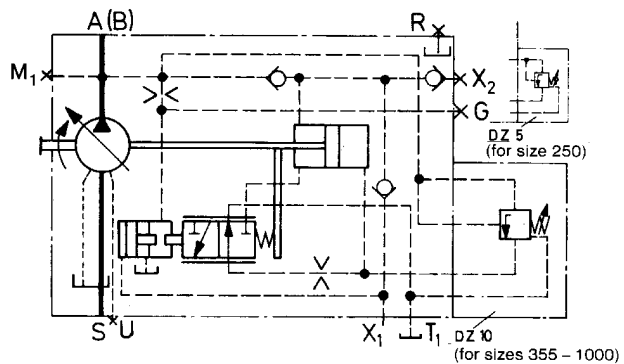 A (B)
R
M1
X2
G
DZ 5
(for size 250)
S
U
X1
T1
DZ 10
(for sizes 355 – 1000)